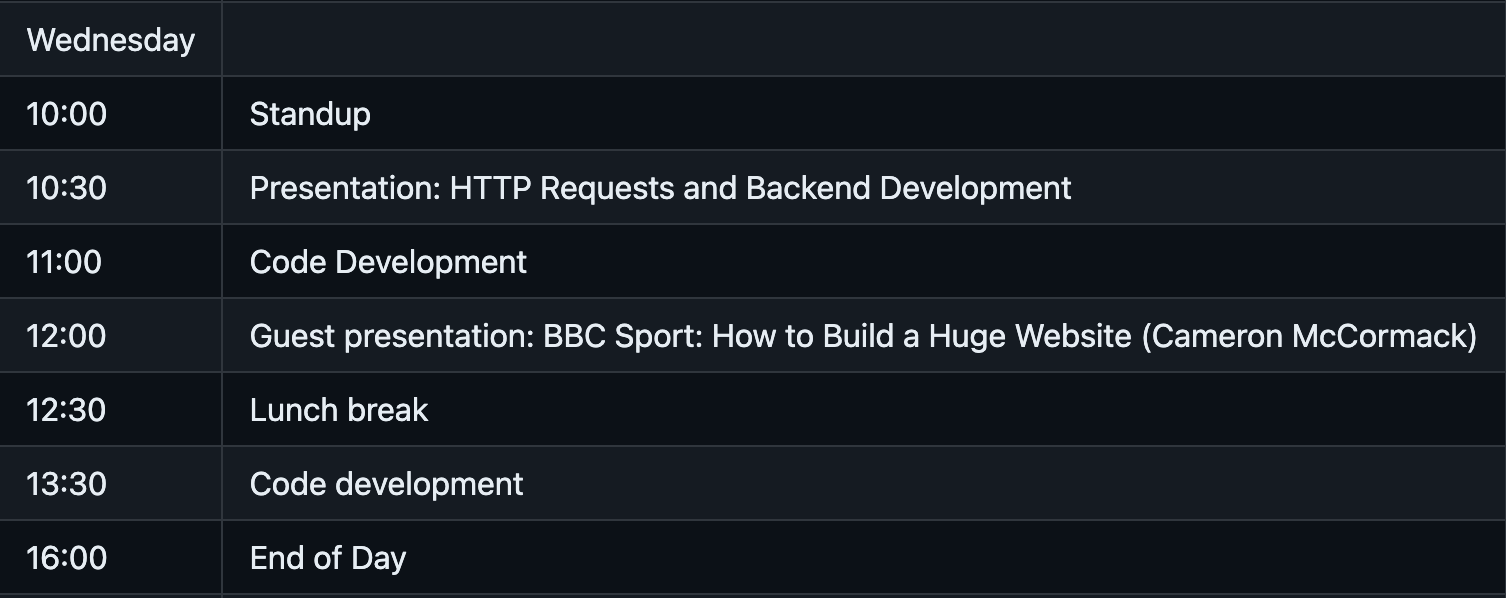 Wednesday
10:00 Standup
10:30 Presentation: HTTP Requests and Backend Development
11:00 Code Development
12:00 Guest presentation: BBC Sport: How to Build a Huge Website (Cameron McCormack)
12:30 Lunch break
13:30 Code development
16:00 End of Day